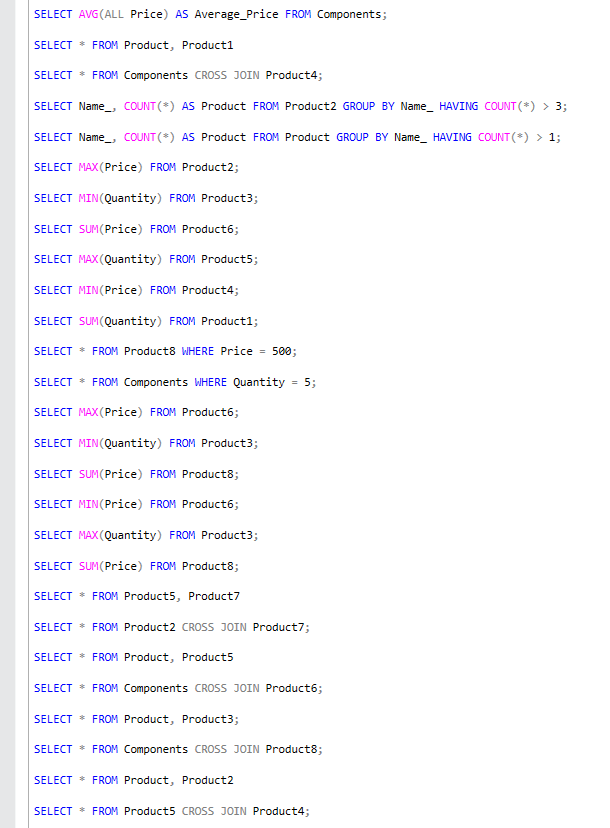 SELECT AVG(ALL Price) AS Average_Price FROM Components;
SELECT * FROM Product, Product1
SELECT * FROM Components CROSS JOIN Product4;
SELECT Name_, COUNT(*) AS Product FROM Product2 GROUP BY Name_ HAVING COUNT(*) > 3;
SELECT Name_, COUNT(*) AS Product FROM Product GROUP BY Name_ HAVING COUNT(*) > 1;
SELECT MAX(Price) FROM Product2;
SELECT MIN(Quantity) FROM Product3;
SELECT SUM(Price) FROM Product6;
SELECT MAX(Quantity) FROM Product5;
SELECT MIN(Price) FROM Product4;
SELECT SUM(Quantity) FROM Product1;
SELECT * FROM Product8 WHERE Price = 500;
SELECT * FROM Components WHERE Quantity = 5;
SELECT MAX(Price) FROM Product6;
SELECT MIN(Quantity) FROM Product3;
SELECT SUM(Price) FROM Product8;
SELECT MIN(Price) FROM Product6;
SELECT MAX(Quantity) FROM Product3;
SELECT SUM(Price) FROM Product8;
SELECT * FROM Product5, Product7
SELECT * FROM Product2 CROSS JOIN Product7;
SELECT * FROM Product, Product5
SELECT * FROM Components CROSS JOIN Product6;
SELECT * FROM Product, Product3;
SELECT * FROM Components CROSS JOIN Product8;
SELECT * FROM Product, Product2
SELECT * FROM Product5 CROSS JOIN Product4;